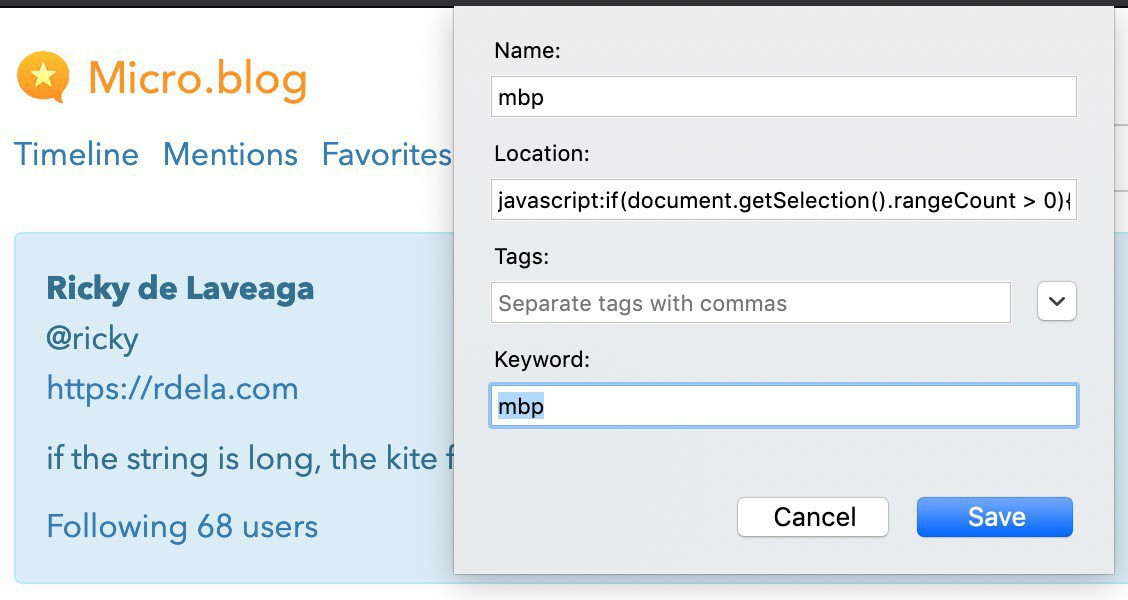 Micro.blog
Timeline Mentions Favorites
Ricky de Laveaga
@ricky
https://rdela.com
if the string is long, the kite
Following 68 users
Name:
mbp
Location:
javascript:if(document.getSelection().rangeCount > 0){
Tags:
Separate tags with commas
Keyword:
mbp
Cancel Save